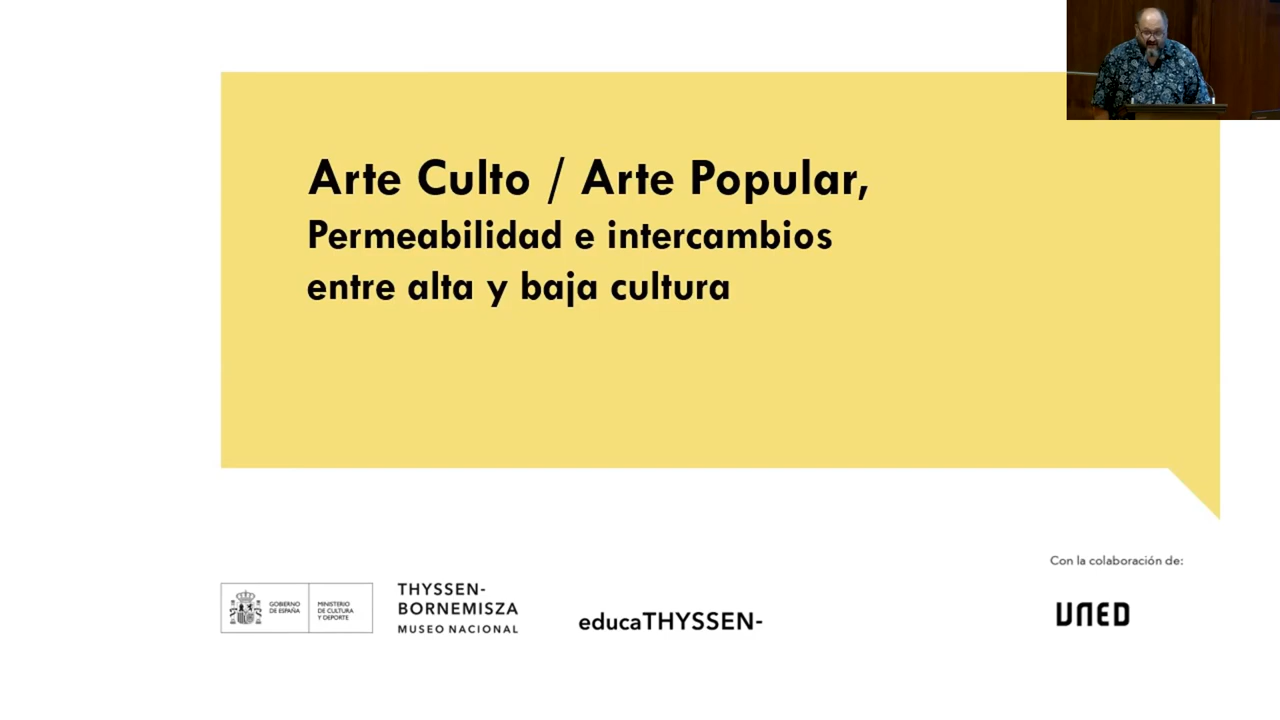 Arte Culto / Arte Popular,
Permeabilidad e intercambios
entre alta y baja cultura
Con la colaboración de:
GOBIERNO
DE ESPAÑA
MINISTERIO
DE CULTURA
Y DEPORTE
THYSSEN-
BORNEMISZA
MUSEO NACIONAL
educaTHYSSEN-
UNED